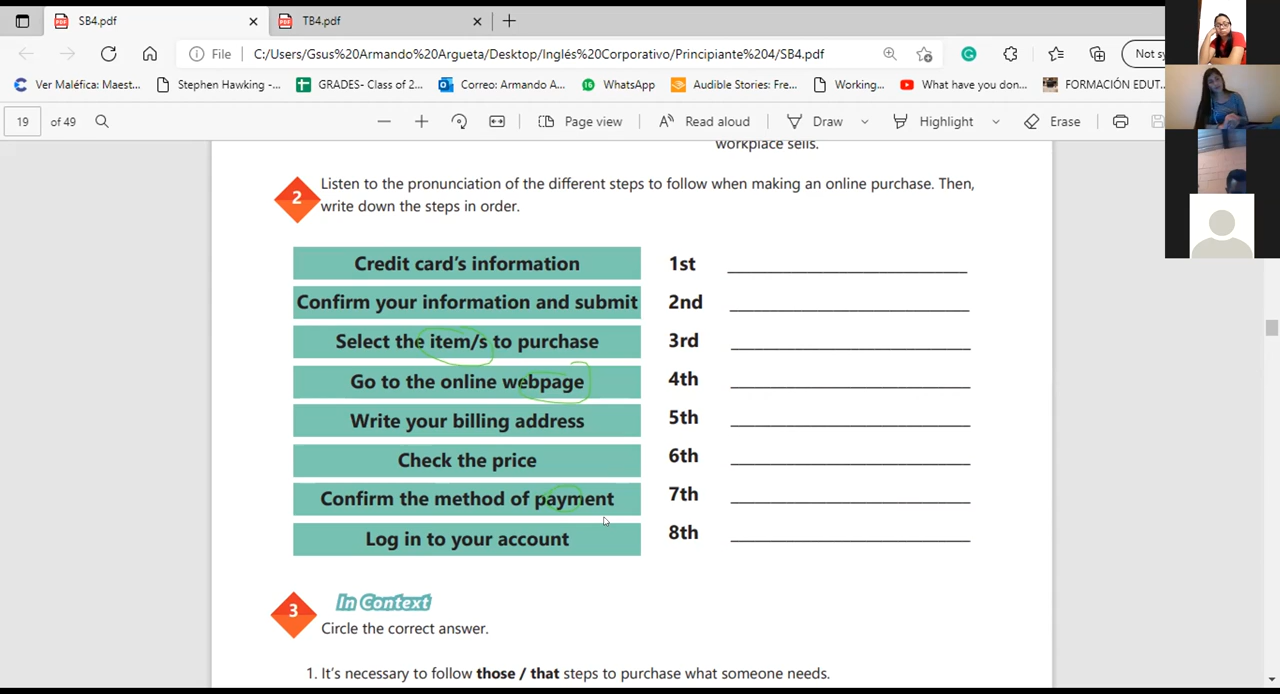 SB4.pdf
TB4.pdf
File
C:/Users/Gsus%20Armando%20Argueta/Desktop/Inglés%20Corporativo/Principiante%204/SB4.pdf
Not sy
Ver Maléfica: Maest...
Stephen Hawking -...
GRADES- Class of 2...
Correo: Armando A...
16
WhatsApp
Audible Stories: Fre...
Working...
What have you don...
FORMACIÓN EDUT...
19
of 49
Page view
Read aloud
Draw
Highlight
Erase
workplace sells.
2
Listen to the pronunciation of the different steps to follow when making an online purchase. Then,
write down the steps in order.
Credit card's information
1st
Confirm your information and submit
2nd
Select the item/s to purchase
3rd
Go to the online webpage
4th
Write your billing address
5th
Check the price
6th
Confirm the method of payment
7th
Log in to your account
8th
3
In Context
Circle the correct answer.
1. It's necessary to follow those / that steps to purchase what someone needs.